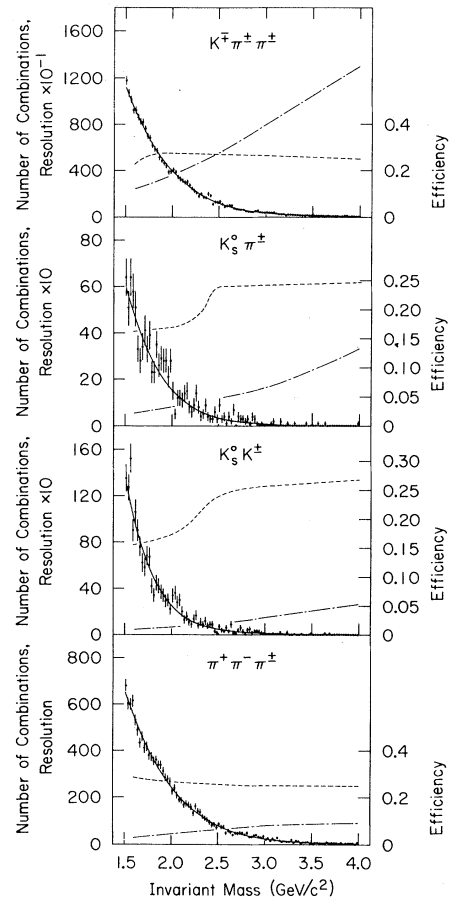 Number of Combinations,
Resolution ×10⁻¹
1600
1200
800
400
0
K∓π±π±
0.4
0.2
0
Efficiency
Number of Combinations,
Resolution ×10
80
60
40
20
0
K°sπ±
0.25
0.20
0.15
0.10
0.05
0
Efficiency
Number of Combinations,
Resolution ×10
160
120
80
40
0
K°sK±
0.30
0.25
0.20
0.15
0.10
0.05
0
Efficiency
Number of Combinations,
Resolution
800
600
400
200
0
π⁺π⁻π±
0.4
0.2
0
Efficiency
1.5 2.0 2.5 3.0 3.5 4.0
Invariant Mass (GeV/c²)